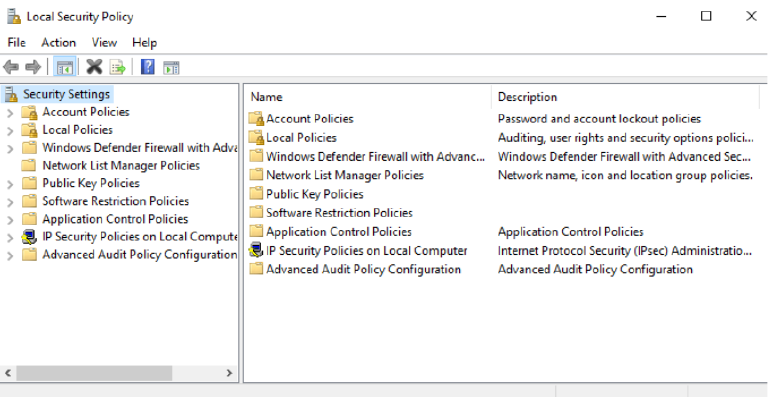 Local Security Policy
File Action View Help
Security Settings
Account Policies
Local Policies
Windows Defender Firewall with Adva
Network List Manager Policies
Public Key Policies
Software Restriction Policies
Application Control Policies
IP Security Policies on Local Compute
Advanced Audit Policy Configuration
Name Description
Account Policies Password and account lockout policies
Local Policies Auditing, user rights and security options polici...
Windows Defender Firewall with Advanc... Windows Defender Firewall with Advanced Sec...
Network List Manager Policies Network name, icon and location group policies.
Public Key Policies
Software Restriction Policies
Application Control Policies Application Control Policies
IP Security Policies on Local Computer Internet Protocol Security (IPsec) Administratio...
Advanced Audit Policy Configuration Advanced Audit Policy Configuration